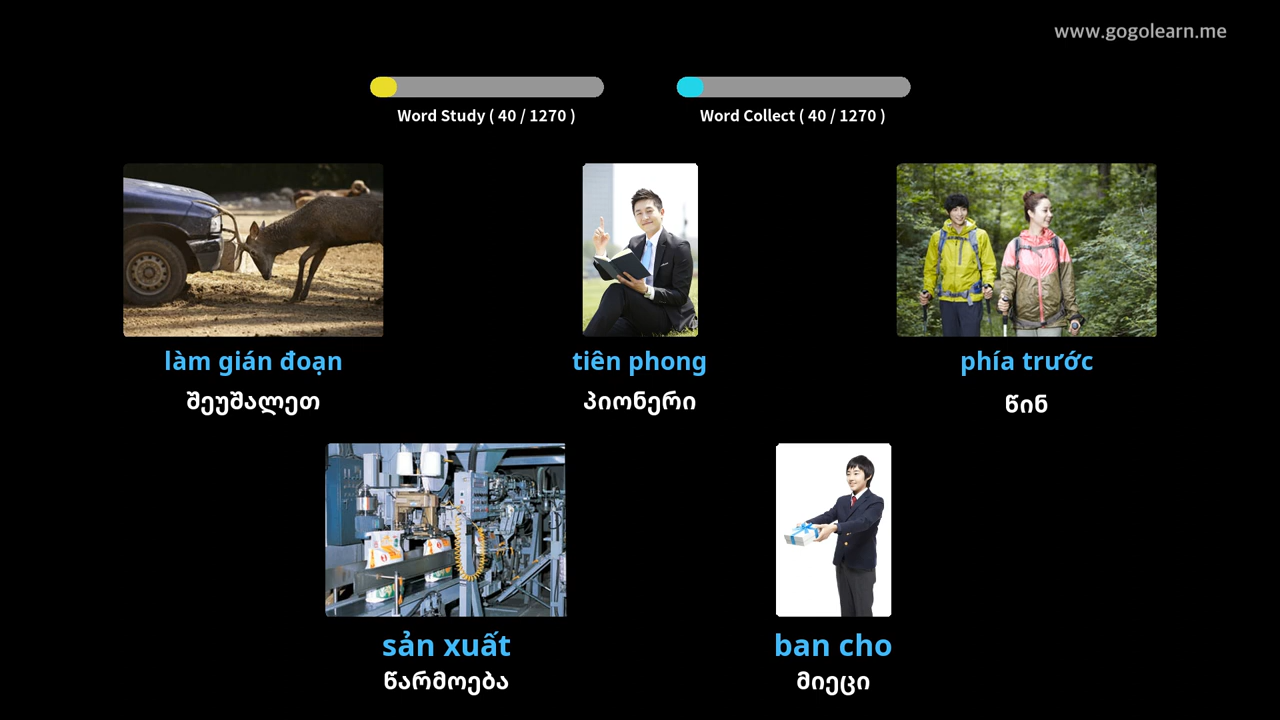 www.gogolearn.me
Word Study ( 40 / 1270 )
Word Collect ( 40 / 1270 )
làm gián đoạn
შეუშალეთ
tiên phong
პიონერი
phía trước
წინ
sản xuất
წარმოება
ban cho
მიეცი